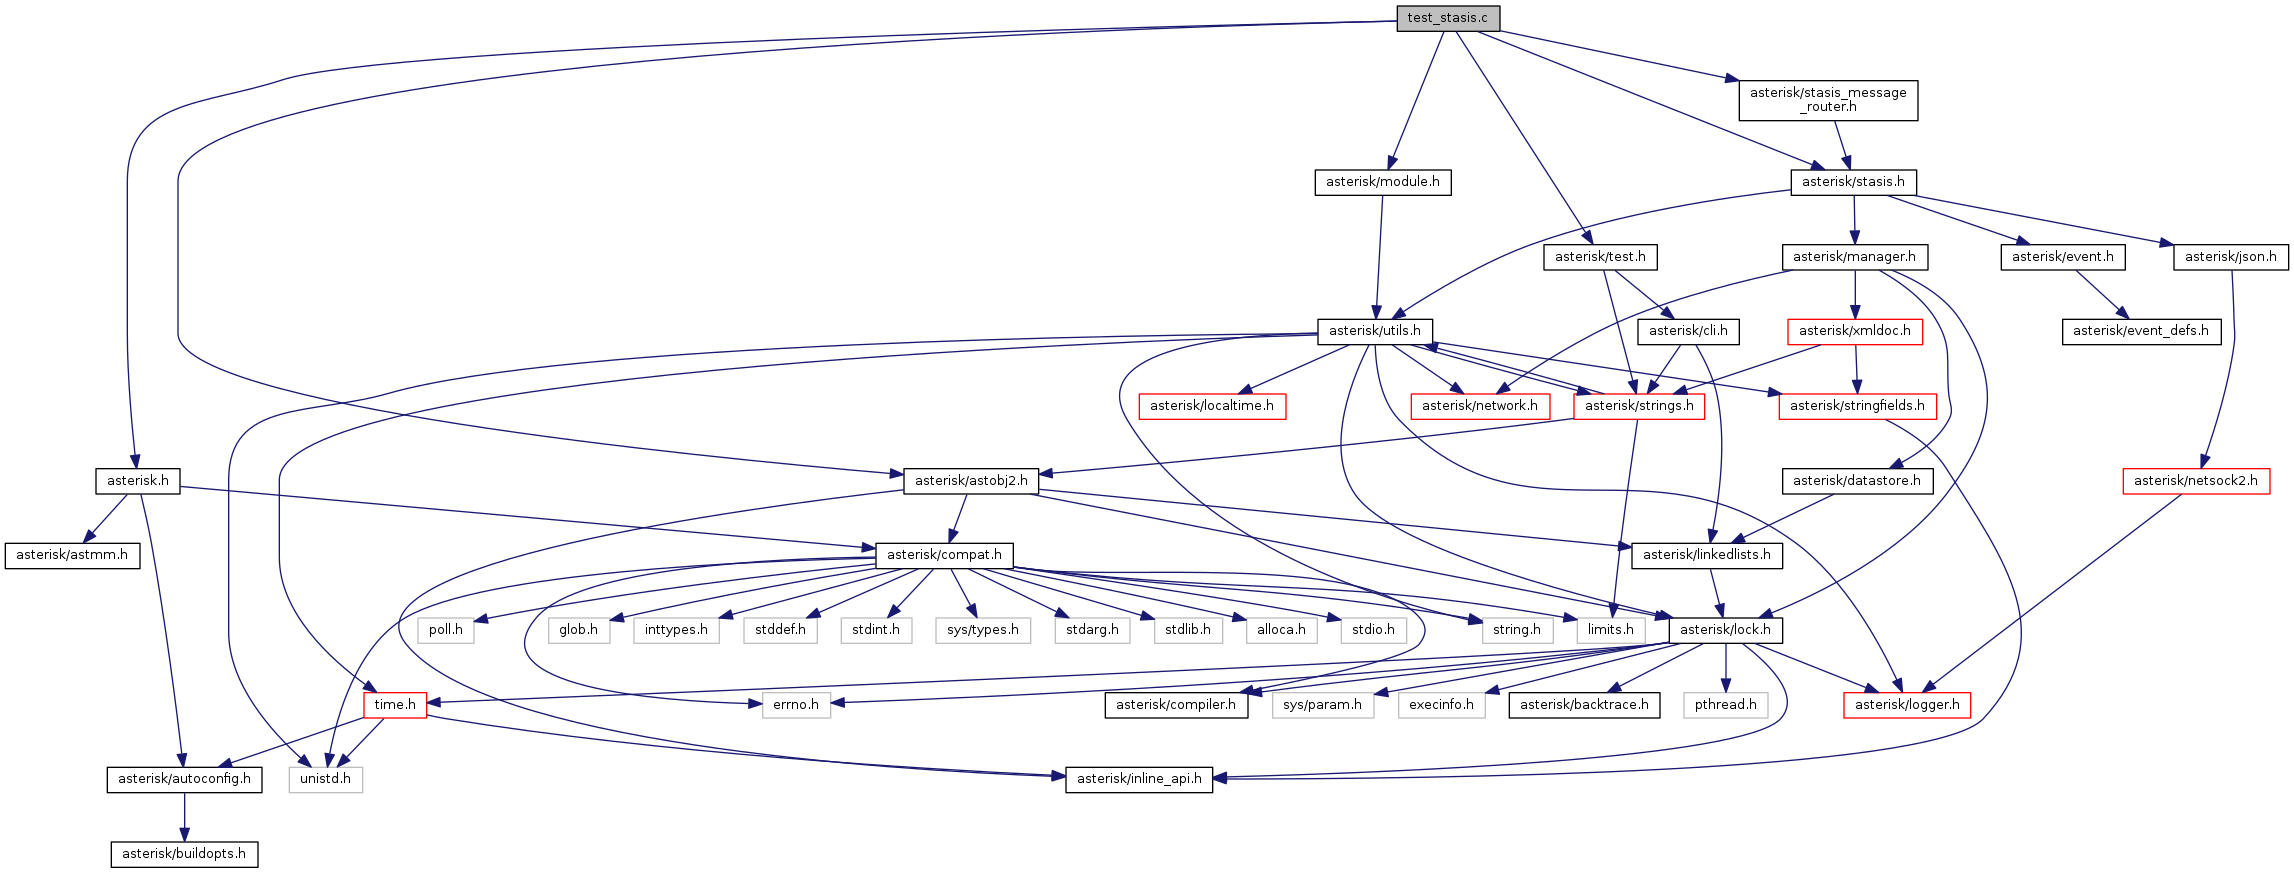 test_stasis.c
asterisk/stasis_message
_router.h
asterisk/module.h
asterisk/stasis.h
asterisk/test.h
asterisk/manager.h
asterisk/event.h
asterisk/json.h
asterisk/utils.h
asterisk/cli.h
asterisk/xmldoc.h
asterisk/event_defs.h
asterisk/localtime.h
asterisk/network.h
asterisk/strings.h
asterisk/stringfields.h
asterisk.h
asterisk/astobj2.h
asterisk/datastore.h
asterisk/netsock2.h
asterisk/astmm.h
asterisk/compat.h
asterisk/linkedlists.h
poll.h
glob.h
inttypes.h
stddef.h
stdint.h
sys/types.h
stdarg.h
stdlib.h
alloca.h
stdio.h
string.h
limits.h
asterisk/lock.h
time.h
errno.h
asterisk/compiler.h
sys/param.h
execinfo.h
asterisk/backtrace.h
pthread.h
asterisk/logger.h
asterisk/autoconfig.h
unistd.h
asterisk/inline_api.h
asterisk/buildopts.h